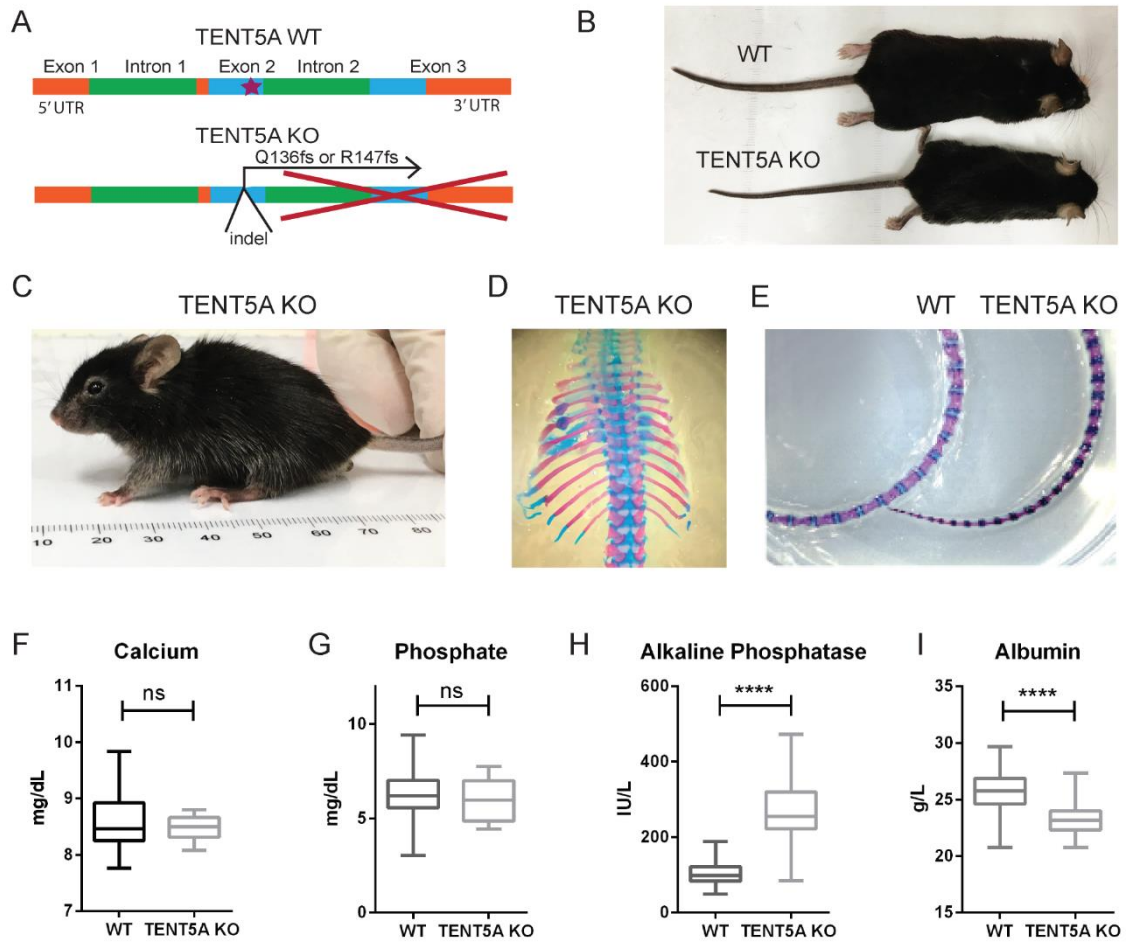 A
TENT5A WT
Exon 1 Intron 1 Exon 2 Intron 2 Exon 3
5' UTR 3' UTR
TENT5A KO
Q136fs or R147fs
indel
B
WT
TENT5A KO
C
TENT5A KO
10 20 30 40 50 60 70 80
D
TENT5A KO
E
WT TENT5A KO
F
Calcium
ns
mg/dL
11
10
9
8
7
WT TENT5A KO
G
Phosphate
ns
mg/dL
10
5
0
WT TENT5A KO
H
Alkaline Phosphatase
****
IU/L
600
400
200
0
WT TENT5A KO
I
Albumin
****
g/L
35
30
25
20
15
WT TENT5A KO